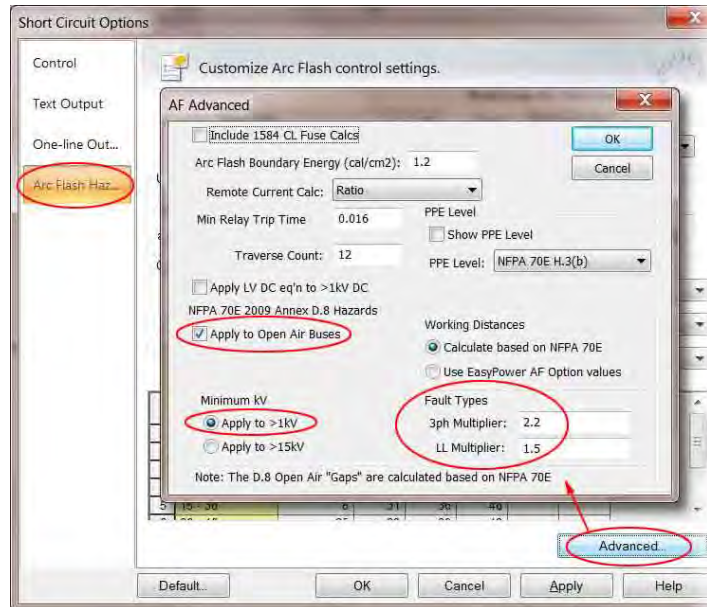 Short Circuit Options
Control
Text Output
One-line Out...
Arc Flash Haz...
Customize Arc Flash control settings.
AF Advanced
Include 1584 CL Fuse Calcs
OK
Arc Flash Boundary Energy (cal/cm2): 1.2
Cancel
Remote Current Calc: Ratio
Min Relay Trip Time 0.016
PPE Level
Show PPE Level
Traverse Count: 12
PPE Level: NFPA 70E H.3(b)
Apply LV DC eq'n to >1kV DC
NFPA 70E 2009 Annex D.8 Hazards
Apply to Open Air Buses
Working Distances
Calculate based on NFPA 70E
Use EasyPower AF Option values
Minimum kV
Fault Types
Apply to >1kV
3ph Multiplier: 2.2
Apply to >15kV
LL Multiplier: 1.5
Note: The D.8 Open Air "Gaps" are calculated based on NFPA 70E
Advanced...
Default... OK Cancel Apply Help